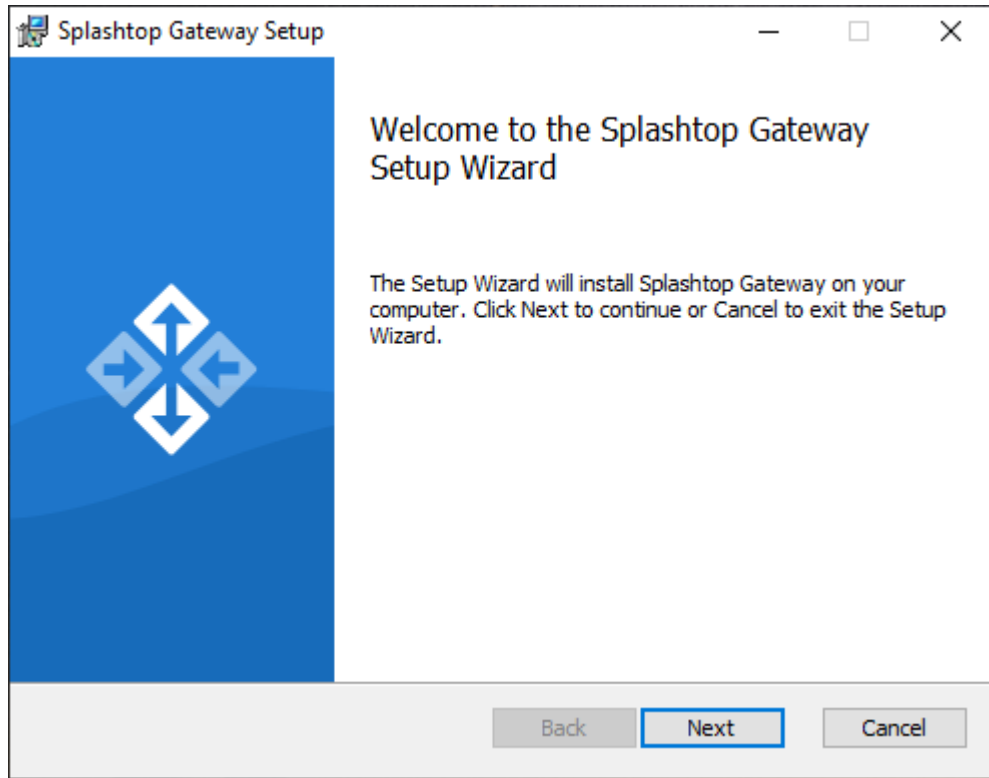 Splashtop Gateway Setup
Welcome to the Splashtop Gateway
Setup Wizard
The Setup Wizard will install Splashtop Gateway on your
computer. Click Next to continue or Cancel to exit the Setup
Wizard.
Back Next Cancel